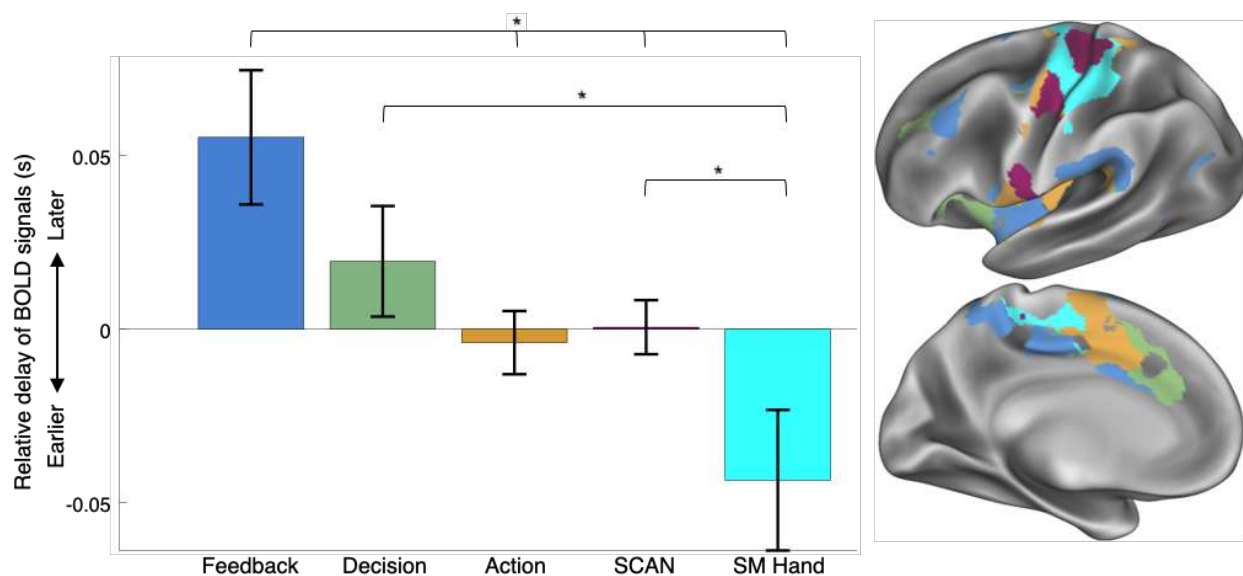 *
*
*
Relative delay of BOLD signals (s)
Earlier
Later
0.05
0
-0.05
Feedback Decision Action SCAN SM Hand